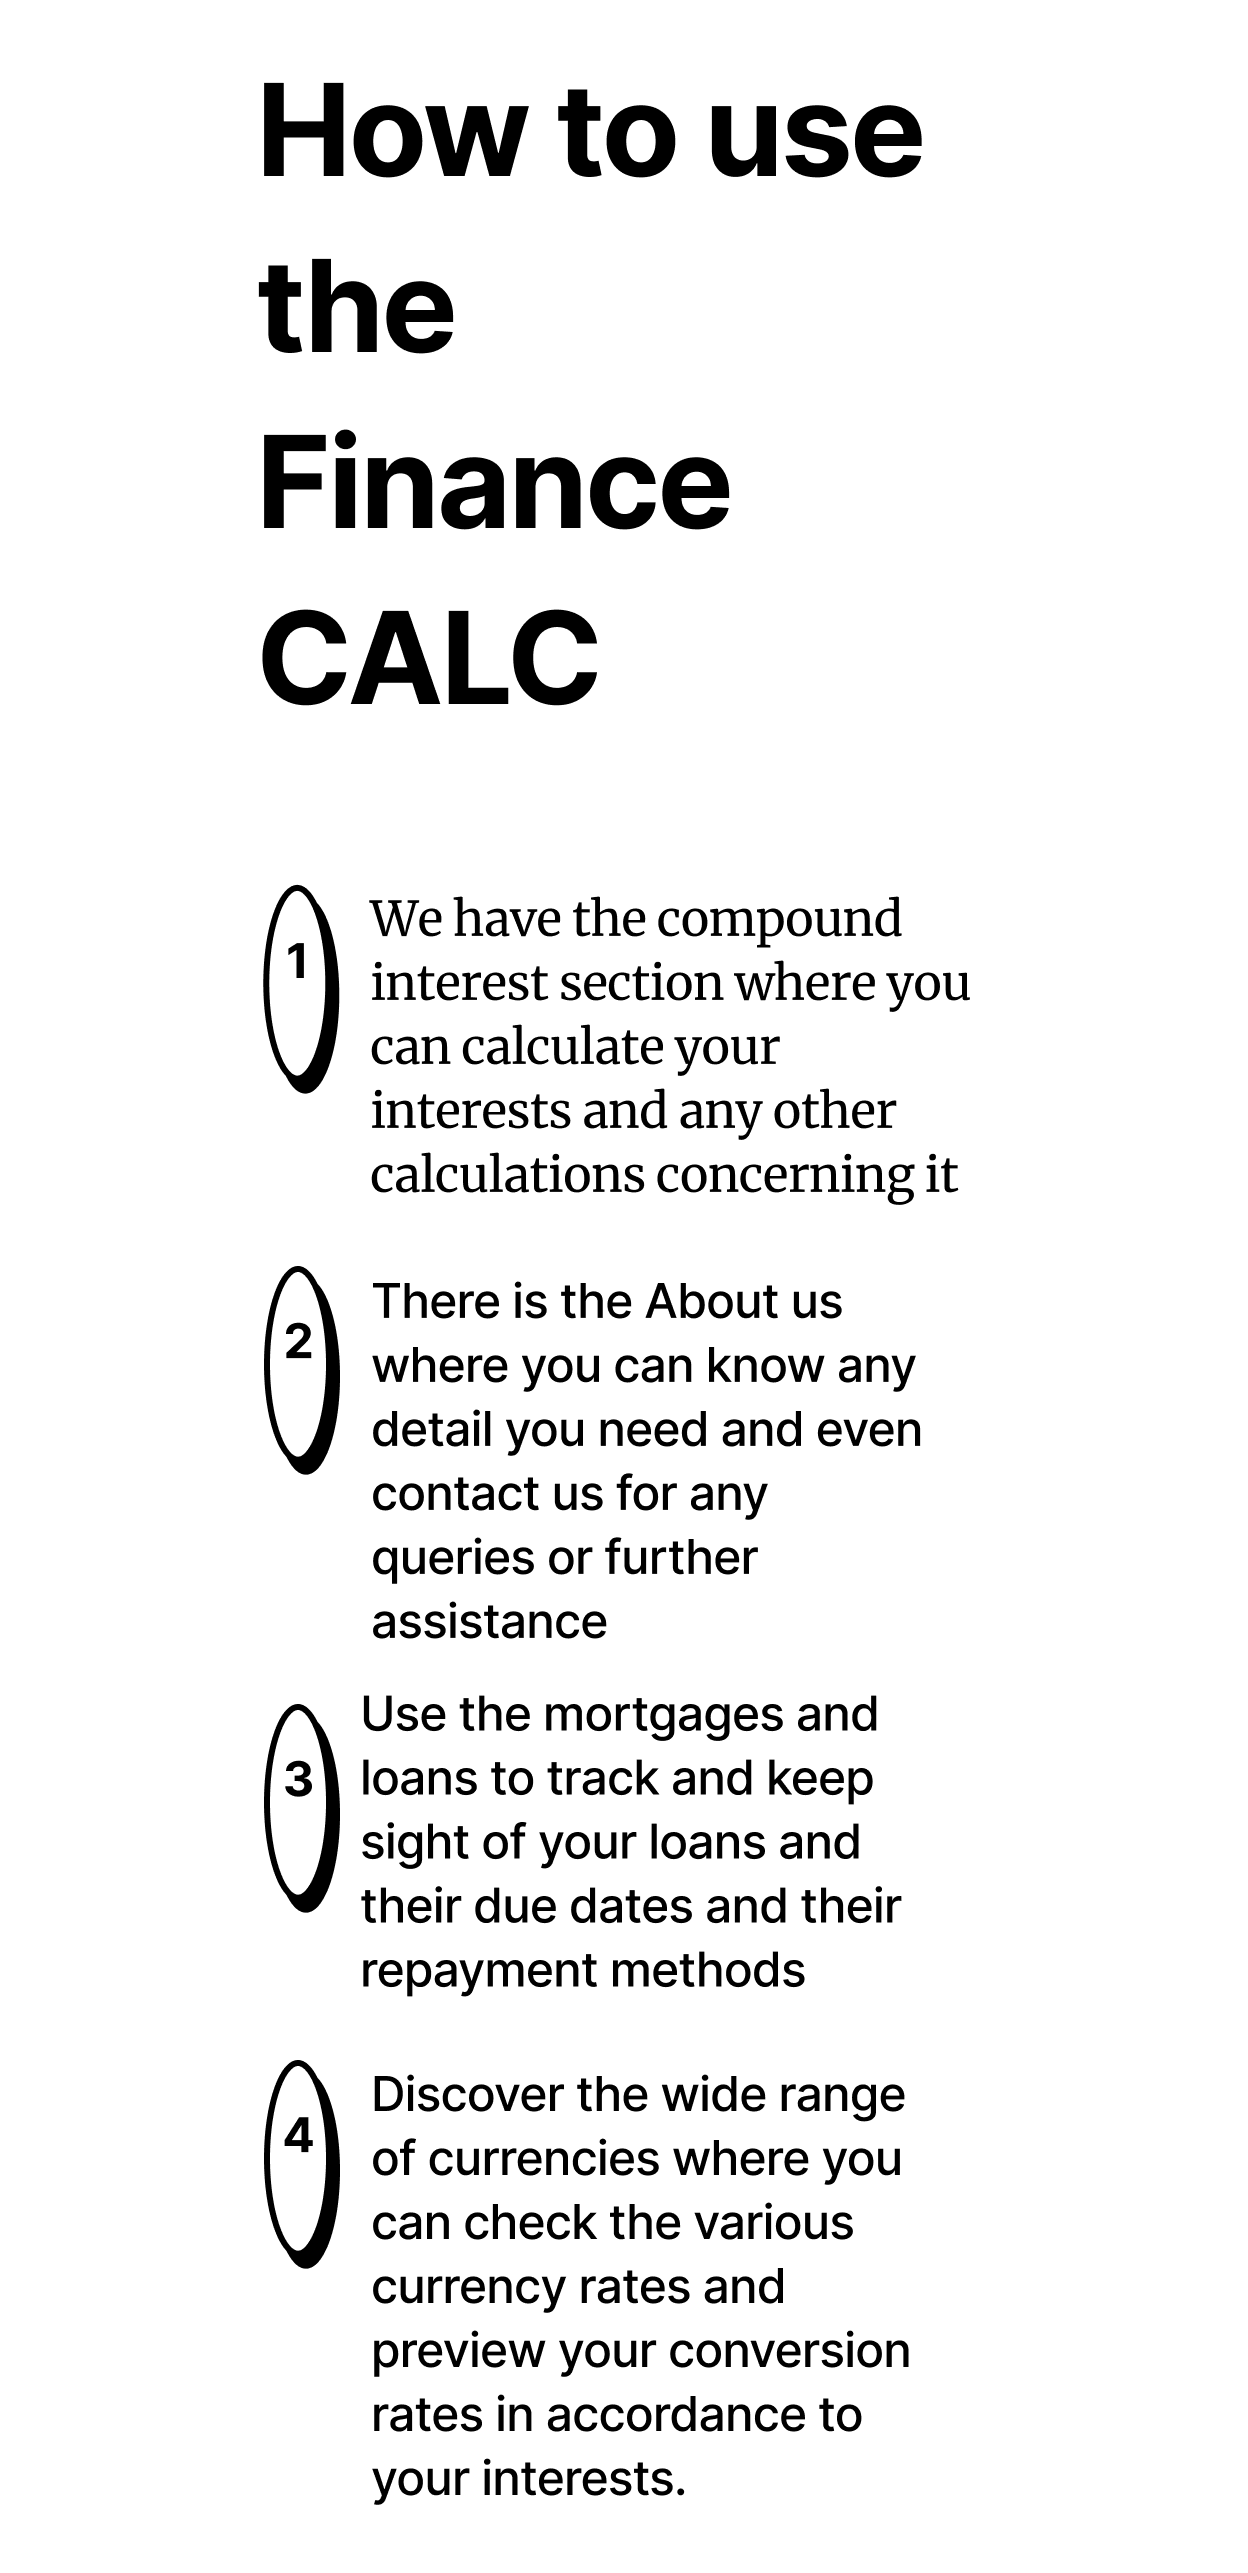 How to use
the
Finance
CALC
1
We have the compound
interest section where you
can calculate your
interests and any other
calculations concerning it
2
There is the About us
where you can know any
detail you need and even
contact us for any
queries or further
assistance
3
Use the mortgages and
loans to track and keep
sight of your loans and
their due dates and their
repayment methods
4
Discover the wide range
of currencies where you
can check the various
currency rates and
preview your conversion
rates in accordance to
your interests.